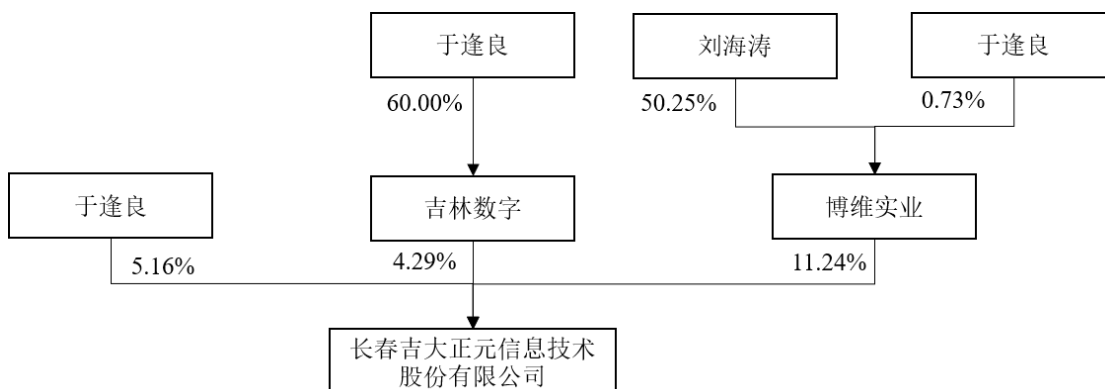 于逢良
刘海涛
于逢良
60.00%
50.25%
0.73%
于逢良
吉林数字
博维实业
5.16%
4.29%
11.24%
长春吉大正元信息技术
股份有限公司